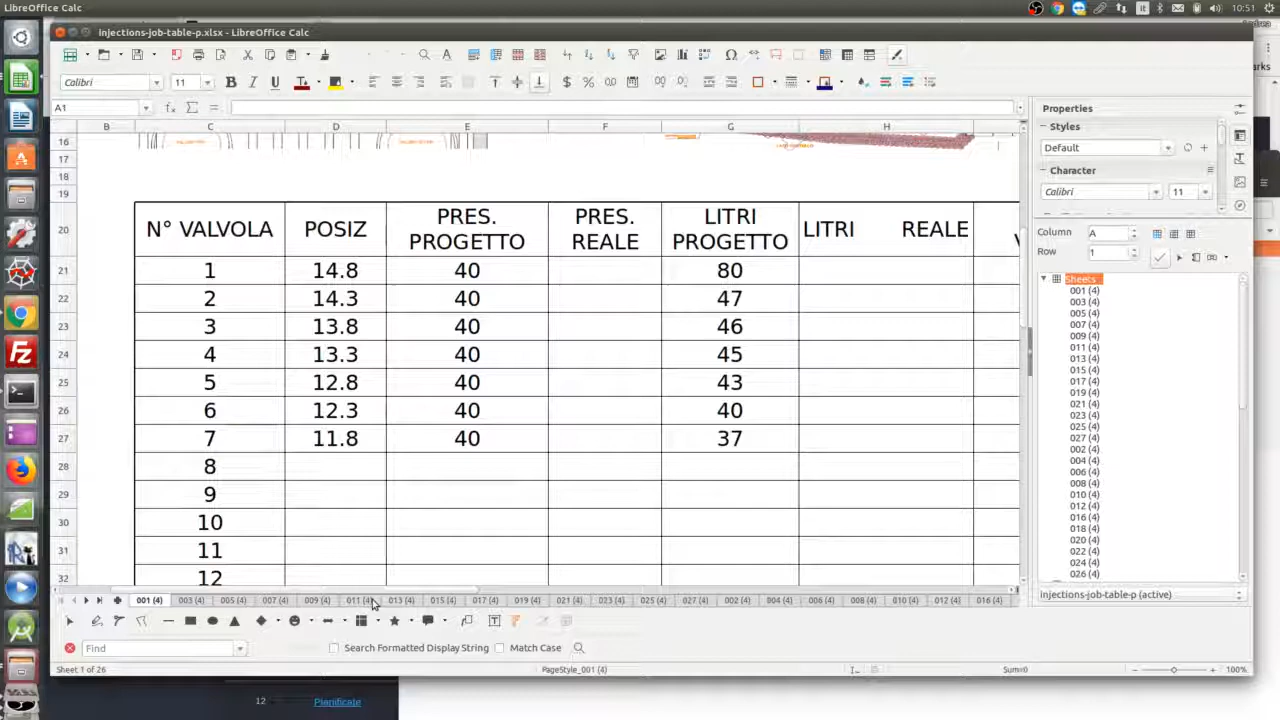 LibreOffice Calc
it
10:51
injections-job-table-p.xlsx - LibreOffice Calc
Calibri 11
A1
Properties
B C D E F G H
Styles
Default
Character
Calibri 11
Column A
Row 1
16
17
18
19
20 N° VALVOLA POSIZ PRES. PROGETTO PRES. REALE LITRI PROGETTO LITRI REALE
21 1 14.8 40 80
22 2 14.3 40 47
23 3 13.8 40 46
24 4 13.3 40 45
25 5 12.8 40 43
26 6 12.3 40 40
27 7 11.8 40 37
28 8
29 9
30 10
31 11
32 12
Sheets
001 (4)
003 (4)
005 (4)
007 (4)
009 (4)
011 (4)
013 (4)
015 (4)
017 (4)
019 (4)
021 (4)
023 (4)
025 (4)
027 (4)
002 (4)
004 (4)
006 (4)
008 (4)
010 (4)
012 (4)
016 (4)
018 (4)
020 (4)
022 (4)
024 (4)
026 (4)
injections-job-table-p (active)
001 (4) 003 (4) 005 (4) 007 (4) 009 (4) 011 (4) 013 (4) 015 (4) 017 (4) 019 (4) 021 (4) 023 (4) 025 (4) 027 (4) 002 (4) 004 (4) 006 (4) 008 (4) 010 (4) 012 (4) 016 (4)
Find Search Formatted Display String Match Case
Sheet 1 of 26 PageStyle_001 (4) Sum=0 100%
12 Planificate